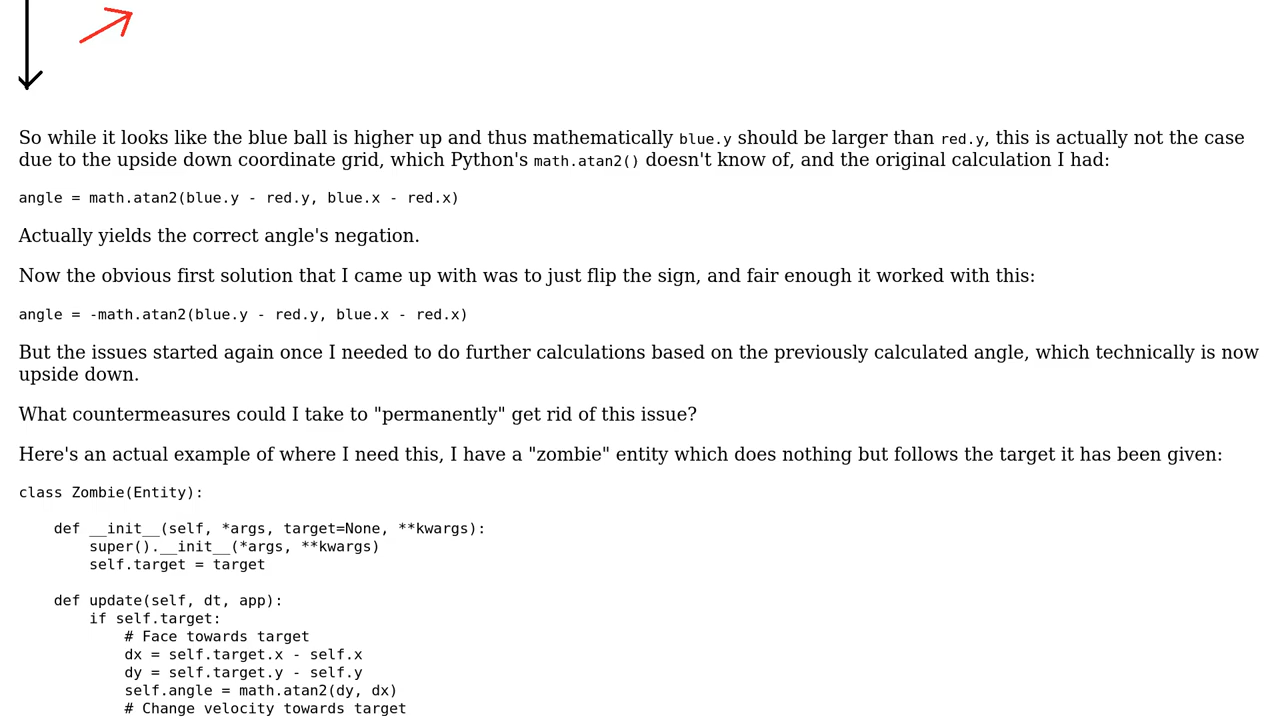 So while it looks like the blue ball is higher up and thus mathematically blue.y should be larger than red.y, this is actually not the case
due to the upside down coordinate grid, which Python's math.atan2() doesn't know of, and the original calculation I had:
angle = math.atan2(blue.y - red.y, blue.x - red.x)
Actually yields the correct angle's negation.
Now the obvious first solution that I came up with was to just flip the sign, and fair enough it worked with this:
angle = -math.atan2(blue.y - red.y, blue.x - red.x)
But the issues started again once I needed to do further calculations based on the previously calculated angle, which technically is now
upside down.
What countermeasures could I take to "permanently" get rid of this issue?
Here's an actual example of where I need this, I have a "zombie" entity which does nothing but follows the target it has been given:
class Zombie(Entity):
    def __init__(self, *args, target=None, **kwargs):
        super().__init__(*args, **kwargs)
        self.target = target
    def update(self, dt, app):
        if self.target:
            # Face towards target
            dx = self.target.x - self.x
            dy = self.target.y - self.y
            self.angle = math.atan2(dy, dx)
            # Change velocity towards target